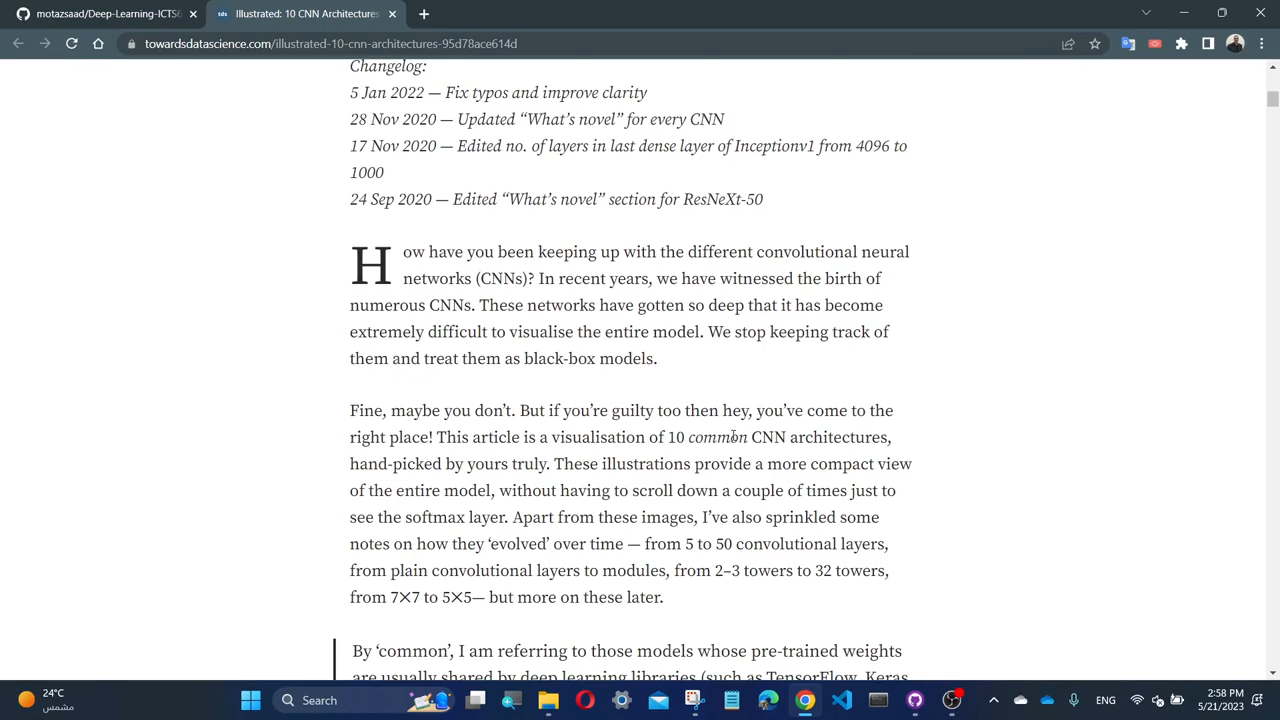 motazsaad/Deep-Learning-ICTS6
Illustrated: 10 CNN Architectures
towardsdatascience.com/illustrated-10-cnn-architectures-95d78ace614d
Changelog:
5 Jan 2022 — Fix typos and improve clarity
28 Nov 2020 — Updated “What’s novel” for every CNN
17 Nov 2020 — Edited no. of layers in last dense layer of Inceptionv1 from 4096 to
1000
24 Sep 2020 — Edited “What’s novel” section for ResNeXt-50
How have you been keeping up with the different convolutional neural
networks (CNNs)? In recent years, we have witnessed the birth of
numerous CNNs. These networks have gotten so deep that it has become
extremely difficult to visualise the entire model. We stop keeping track of
them and treat them as black-box models.
Fine, maybe you don’t. But if you’re guilty too then hey, you’ve come to the
right place! This article is a visualisation of 10 common CNN architectures,
hand-picked by yours truly. These illustrations provide a more compact view
of the entire model, without having to scroll down a couple of times just to
see the softmax layer. Apart from these images, I’ve also sprinkled some
notes on how they ‘evolved’ over time — from 5 to 50 convolutional layers,
from plain convolutional layers to modules, from 2–3 towers to 32 towers,
from 7⨉7 to 5⨉5— but more on these later.
By ‘common’, I am referring to those models whose pre-trained weights
are usually shared by deep learning libraries (such as TensorFlow, Keras
24°C
مشمس
Search
ENG
2:58 PM
5/21/2023